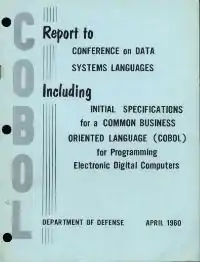 COBOL
Report to
CONFERENCE on DATA
SYSTEMS LANGUAGES
Including
INITIAL SPECIFICATIONS
for a COMMON BUSINESS
ORIENTED LANGUAGE (COBOL)
for Programming
Electronic Digital Computers
DEPARTMENT OF DEFENSE APRIL 1960